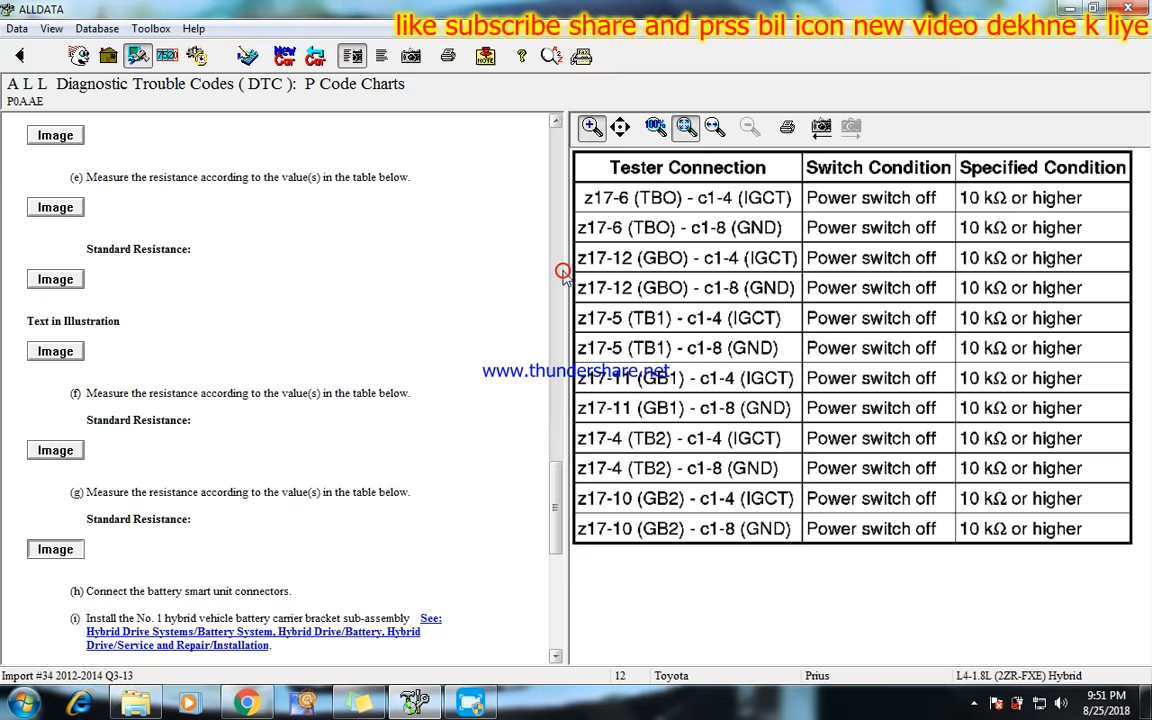 ALLDATA
like subscribe share and prss bil icon new video dekhne k liye
Data View Database Toolbox Help
New Car Car
A L L Diagnostic Trouble Codes ( DTC ): P Code Charts
P0AAE
Image
(e) Measure the resistance according to the value(s) in the table below.
Image
Standard Resistance:
Image
Text in Illustration
Image
(f) Measure the resistance according to the value(s) in the table below.
Standard Resistance:
Image
(g) Measure the resistance according to the value(s) in the table below.
Standard Resistance:
Image
(h) Connect the battery smart unit connectors.
(i) Install the No. 1 hybrid vehicle battery carrier bracket sub-assembly See:
Hybrid Drive Systems/Battery System, Hybrid Drive/Battery, Hybrid
Drive/Service and Repair/Installation.
100%
Tester Connection Switch Condition Specified Condition
z17-6 (TBO) - c1-4 (IGCT) Power switch off 10 kΩ or higher
z17-6 (TBO) - c1-8 (GND) Power switch off 10 kΩ or higher
z17-12 (GBO) - c1-4 (IGCT) Power switch off 10 kΩ or higher
z17-12 (GBO) - c1-8 (GND) Power switch off 10 kΩ or higher
z17-5 (TB1) - c1-4 (IGCT) Power switch off 10 kΩ or higher
z17-5 (TB1) - c1-8 (GND) Power switch off 10 kΩ or higher
www.thundershare.net
z17-11 (GB1) - c1-4 (IGCT) Power switch off 10 kΩ or higher
z17-11 (GB1) - c1-8 (GND) Power switch off 10 kΩ or higher
z17-4 (TB2) - c1-4 (IGCT) Power switch off 10 kΩ or higher
z17-4 (TB2) - c1-8 (GND) Power switch off 10 kΩ or higher
z17-10 (GB2) - c1-4 (IGCT) Power switch off 10 kΩ or higher
z17-10 (GB2) - c1-8 (GND) Power switch off 10 kΩ or higher
Import #34 2012-2014 Q3-13 12 Toyota Prius L4-1.8L (2ZR-FXE) Hybrid
9:51 PM
8/25/2018